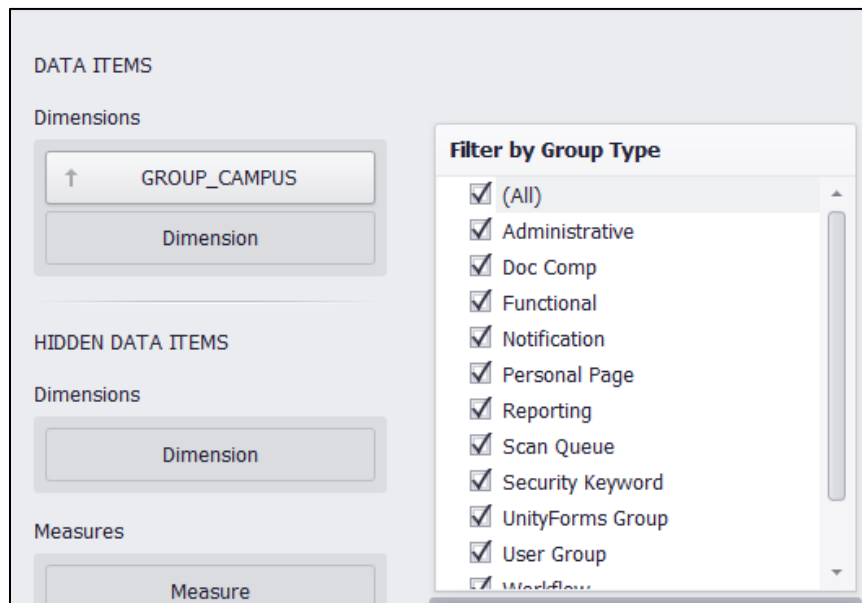 DATA ITEMS
Dimensions
GROUP_CAMPUS
Dimension
HIDDEN DATA ITEMS
Dimensions
Dimension
Measures
Measure
Filter by Group Type
(All)
Administrative
Doc Comp
Functional
Notification
Personal Page
Reporting
Scan Queue
Security Keyword
UnityForms Group
User Group
Workflow